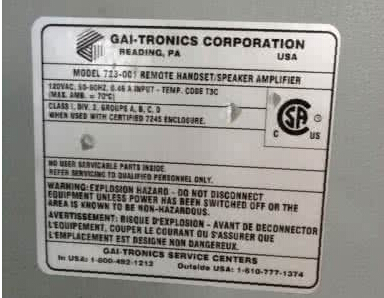 GAI-TRONICS CORPORATION
READING, PA USA
MODEL 723-001 REMOTE HANDSET/SPEAKER AMPLIFIER
120VAC, 50-60HZ, 0.45 A INPUT - TEMP. CODE T3C
(MAX. AMB. = 70°C)
CLASS I, DIV. 2, GROUPS A, B, C, D
WHEN USED WITH CERTIFIED 7245 ENCLOSURE.
C US
NO USER SERVICABLE PARTS INSIDE
REFER SERVICING TO QUALIFIED PERSONNEL ONLY.
WARNING: EXPLOSION HAZARD - DO NOT DISCONNECT
EQUIPMENT UNLESS POWER HAS BEEN SWITCHED OFF OR THE
AREA IS KNOWN TO BE NON-HAZARDOUS.
AVERTISSEMENT: RISQUE D'EXPLOSION - AVANT DE DECONNECTOR
L'EQUIPEMENT, COUPER LE COURANT OU S'ASSURER QUE
L'EMPLACEMENT EST DESIGNE NON DANGEREUX.
GAI-TRONICS SERVICE CENTERS
In USA: 1-800-492-1212 Outside USA: 1-610-777-1374